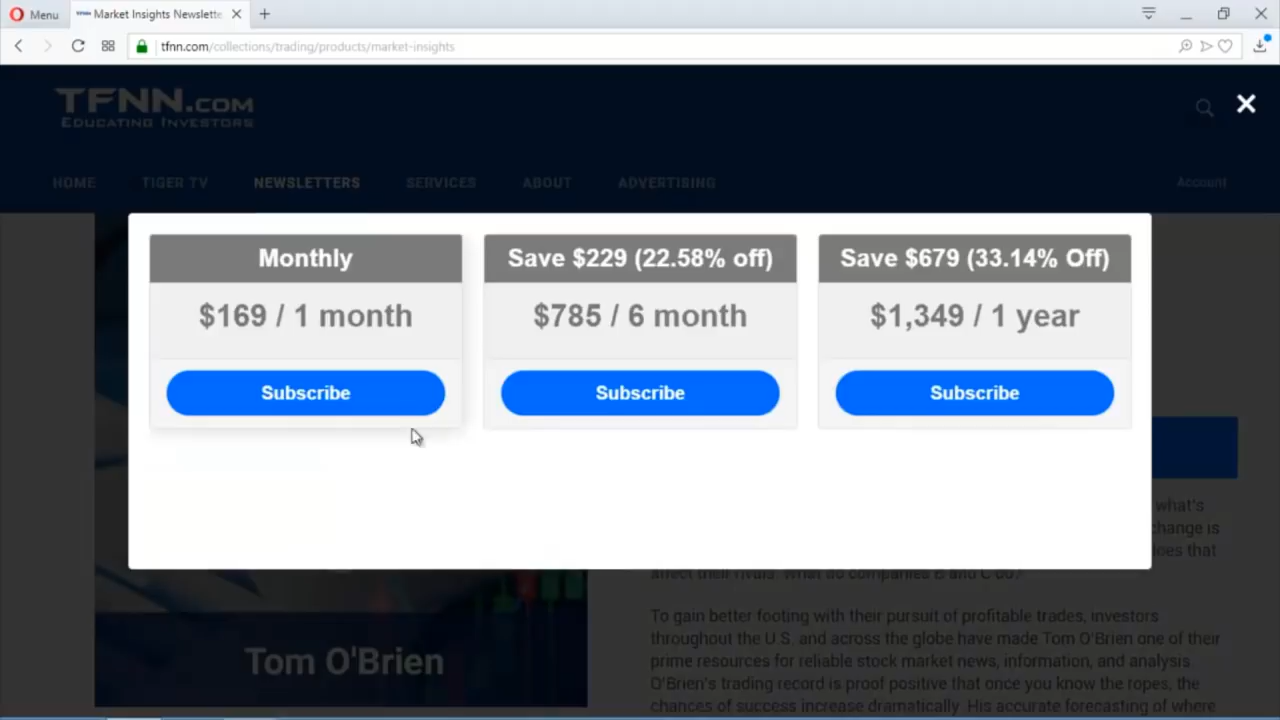 Menu
Market Insights Newslette
tfnn.com/collections/trading/products/market-insights
TFNN.COM
EDUCATING INVESTORS
HOME
TIGER TV
NEWSLETTERS
SERVICES
ABOUT
ADVERTISING
Account
Monthly
$169 / 1 month
Subscribe
Save $229 (22.58% off)
$785 / 6 month
Subscribe
Save $679 (33.14% Off)
$1,349 / 1 year
Subscribe
what's
change is
does that
affect their rivals. What do companies B and C do?
To gain better footing with their pursuit of profitable trades, investors
throughout the U.S. and across the globe have made Tom O'Brien one of their
prime resources for reliable stock market news, information, and analysis.
O'Brien's trading record is proof positive that once you know the ropes, the
chances of success increase dramatically. His accurate forecasting of where
Tom O'Brien